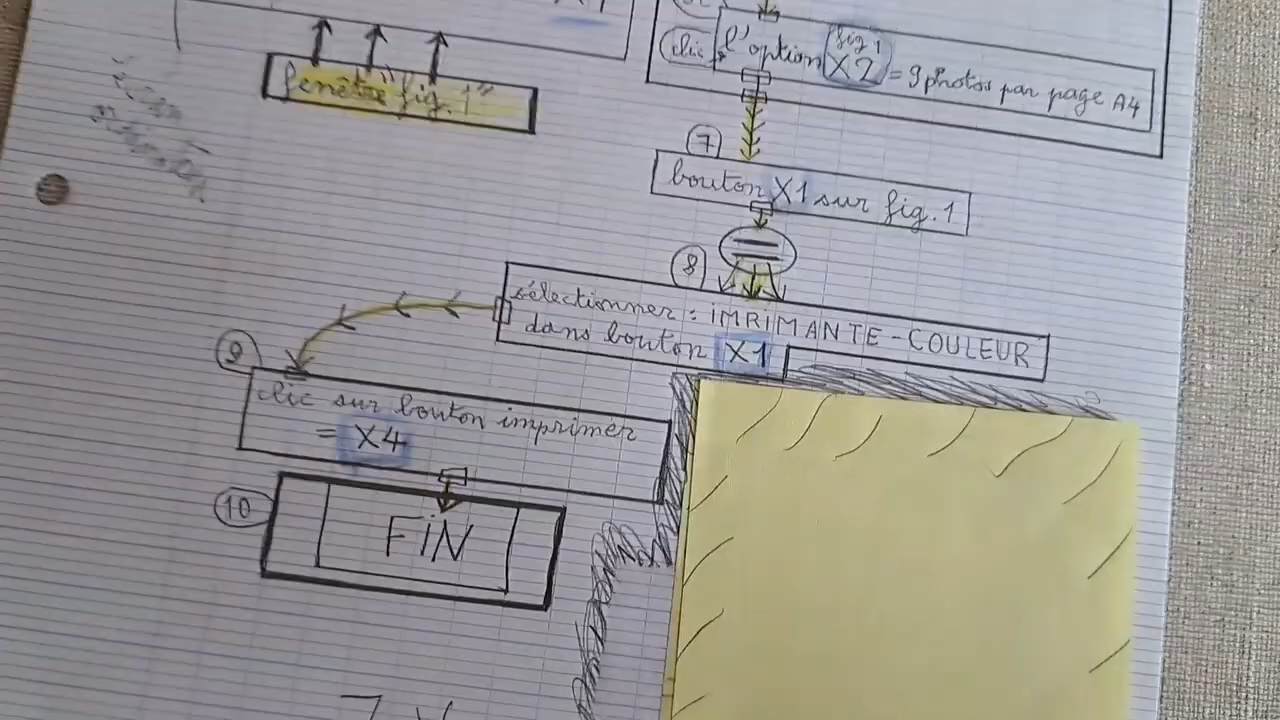 clic
l'option
fig 1
X2
= 9 photos par page A4
fenêtre "fig. 1"
7
bouton X1 sur fig. 1
8
sélectionner : iMRIMANTE - COULEUR
dans bouton X1
9
clic sur bouton imprimer
= X4
10
FiN